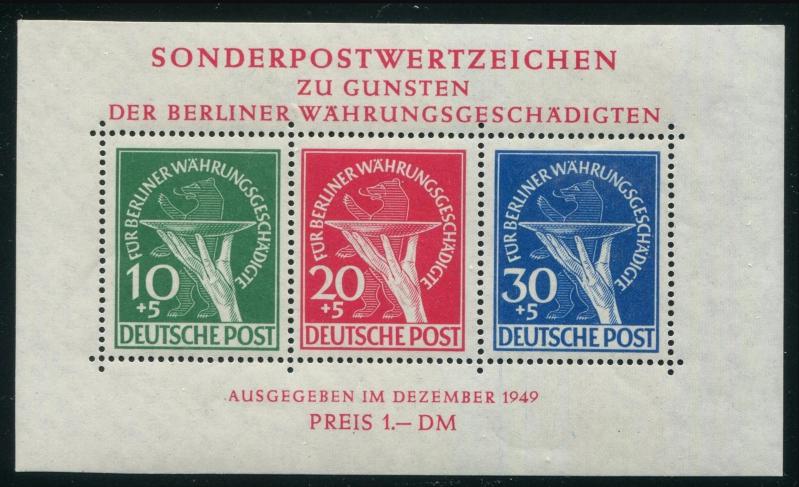 SONDERPOSTWERTZEICHEN
ZU GUNSTEN
DER BERLINER WÄHRUNGSGESCHÄDIGTEN
FÜR BERLINER WÄHRUNGSGESCHÄDIGTE
10
+5
DEUTSCHE POST
FÜR BERLINER WÄHRUNGSGESCHÄDIGTE
20
+5
DEUTSCHE POST
FÜR BERLINER WÄHRUNGSGESCHÄDIGTE
30
+5
DEUTSCHE POST
AUSGEGEBEN IM DEZEMBER 1949
PREIS 1.— DM